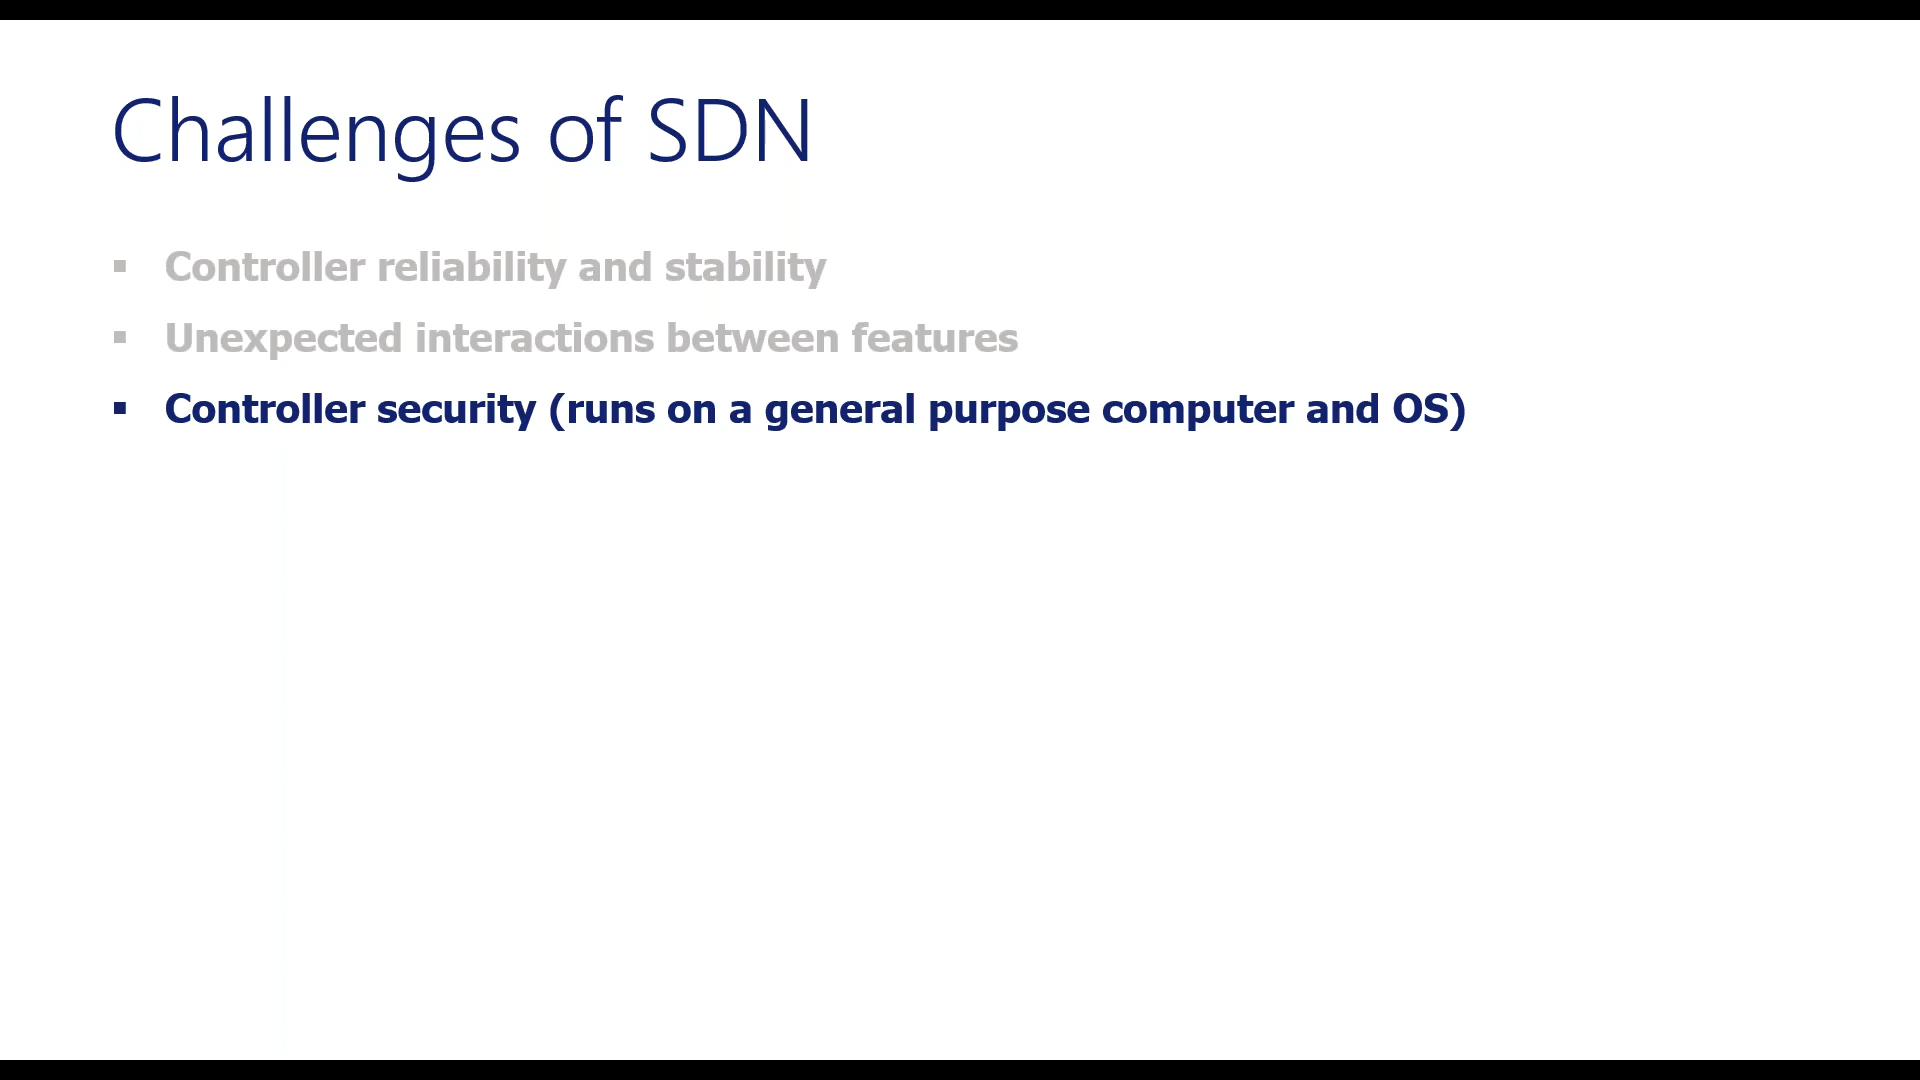 Challenges of SDN
▪ Controller reliability and stability
▪ Unexpected interactions between features
▪ Controller security (runs on a general purpose computer and OS)